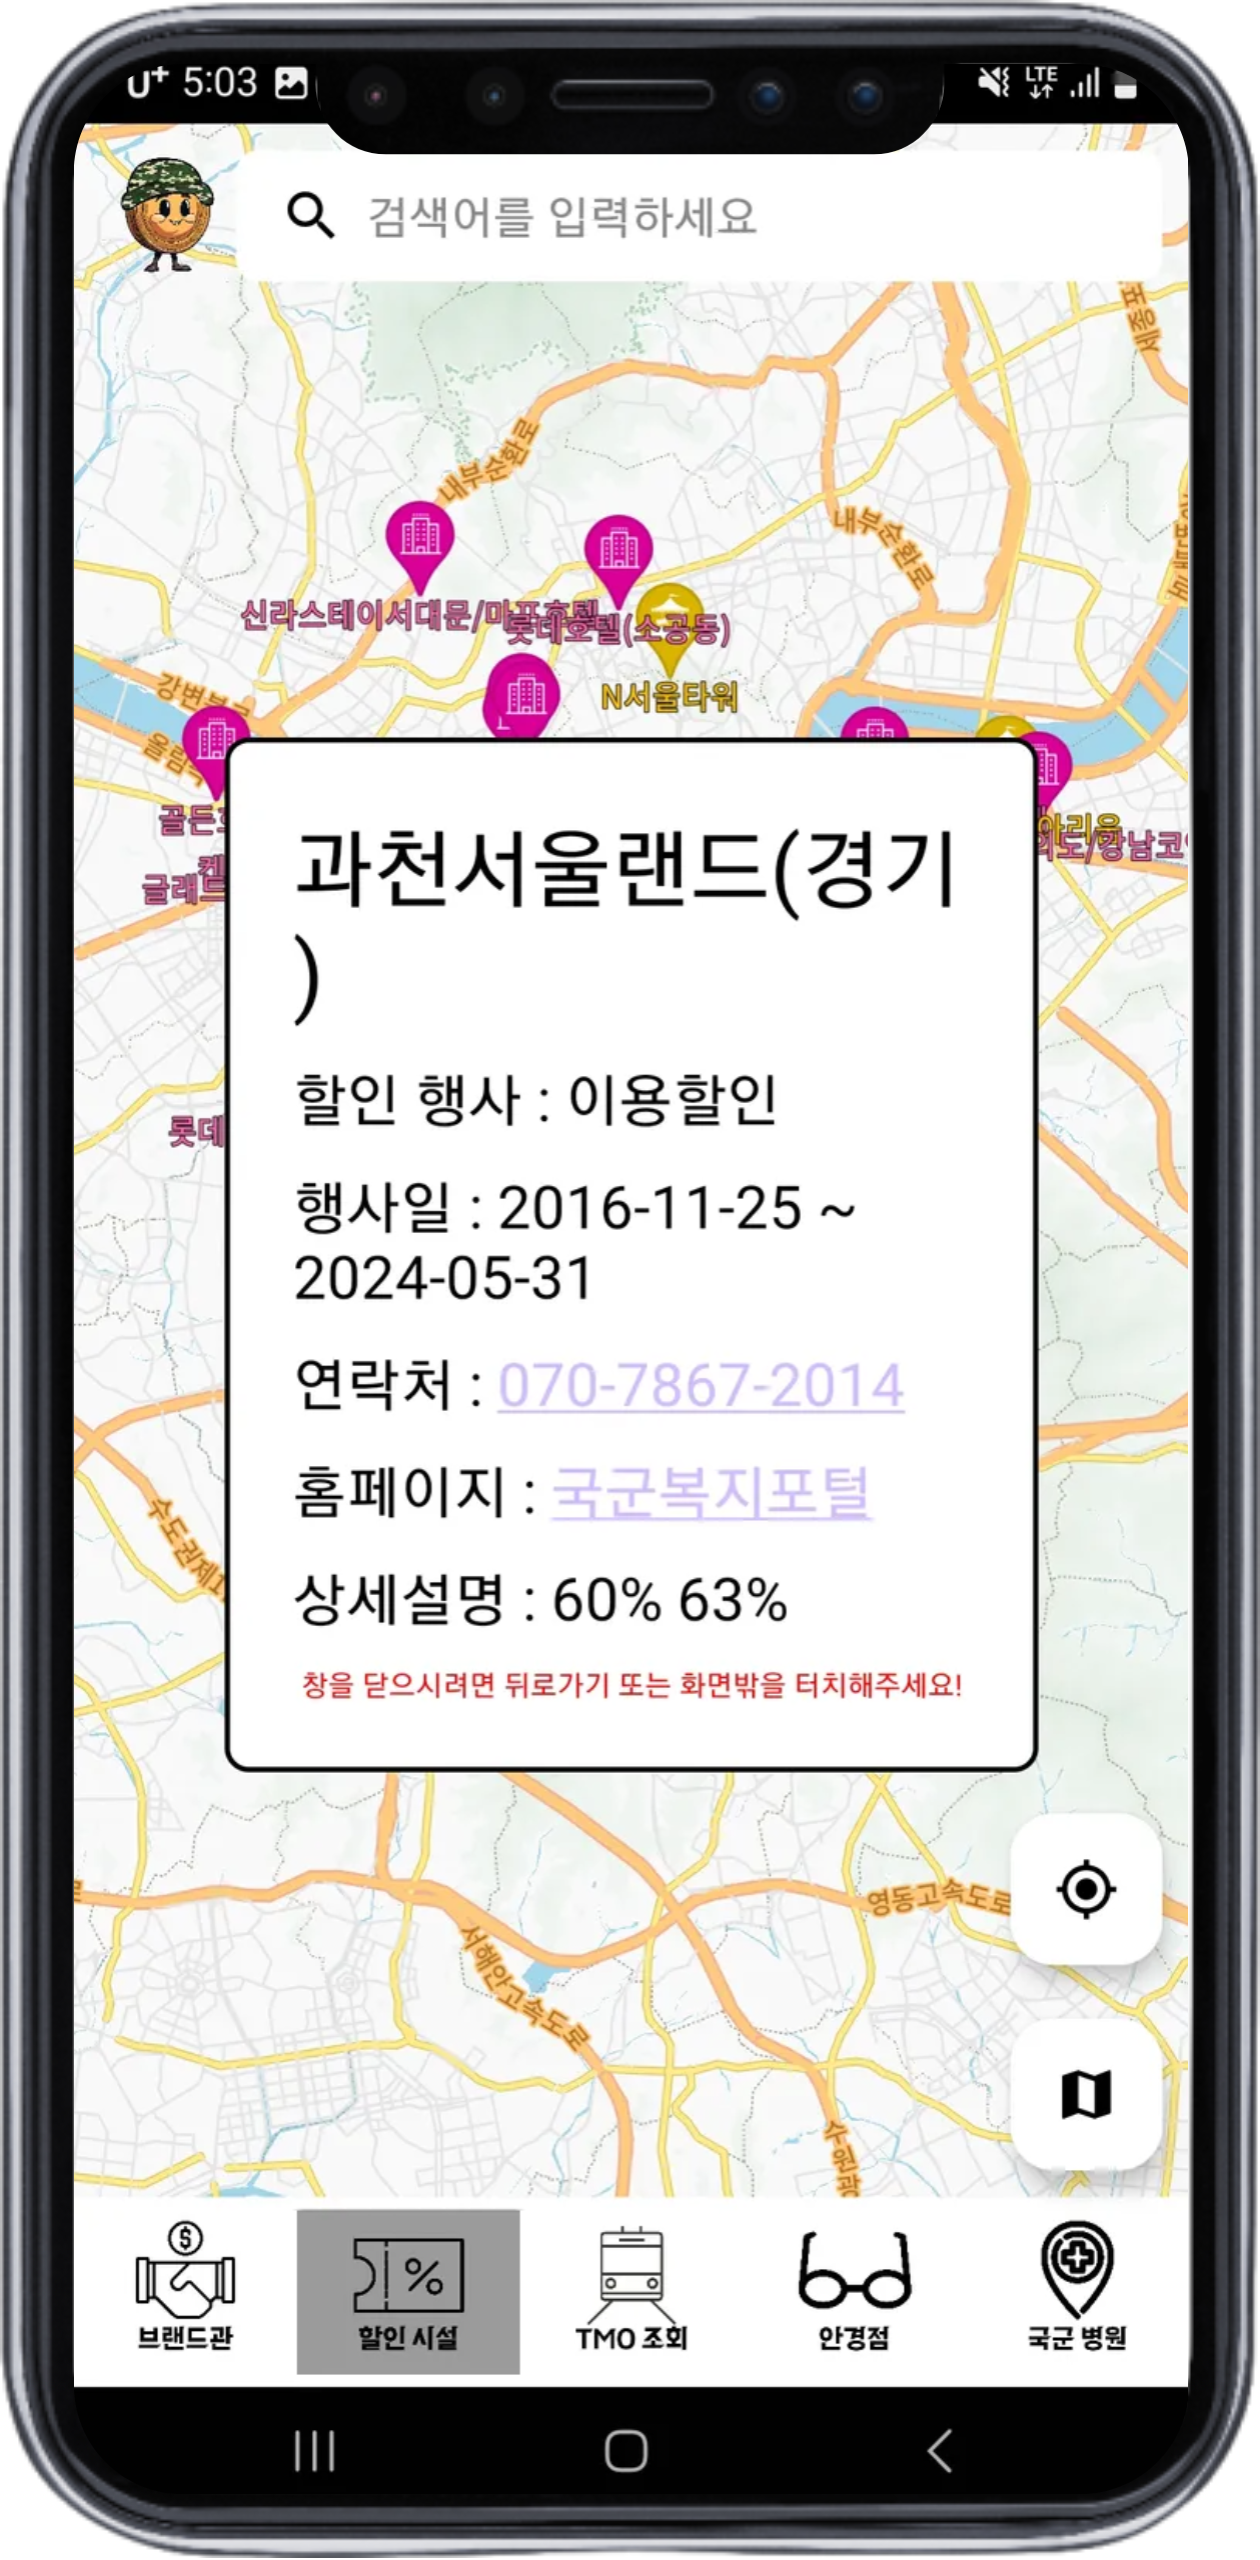 U+ 5:03
LTE
검색어를 입력하세요
세종포
내부순환로
내부순환로
신라스테이서대문/마포호텔
롯데호텔(소공동)
N서울타워
강변북
올림
골든
아리움
강남코
켄
글래드
과천서울랜드(경기
)
할인 행사 : 이용할인
롯데
행사일 : 2016-11-25 ~
2024-05-31
연락처 : 070-7867-2014
홈페이지 : 국군복지포털
수도권제1
상세설명 : 60% 63%
창을 닫으시려면 뒤로가기 또는 화면밖을 터치해주세요!
영동고속도로
서해안고속도로
수원광
브랜드관
할인 시설
TMO 조회
안경점
국군 병원